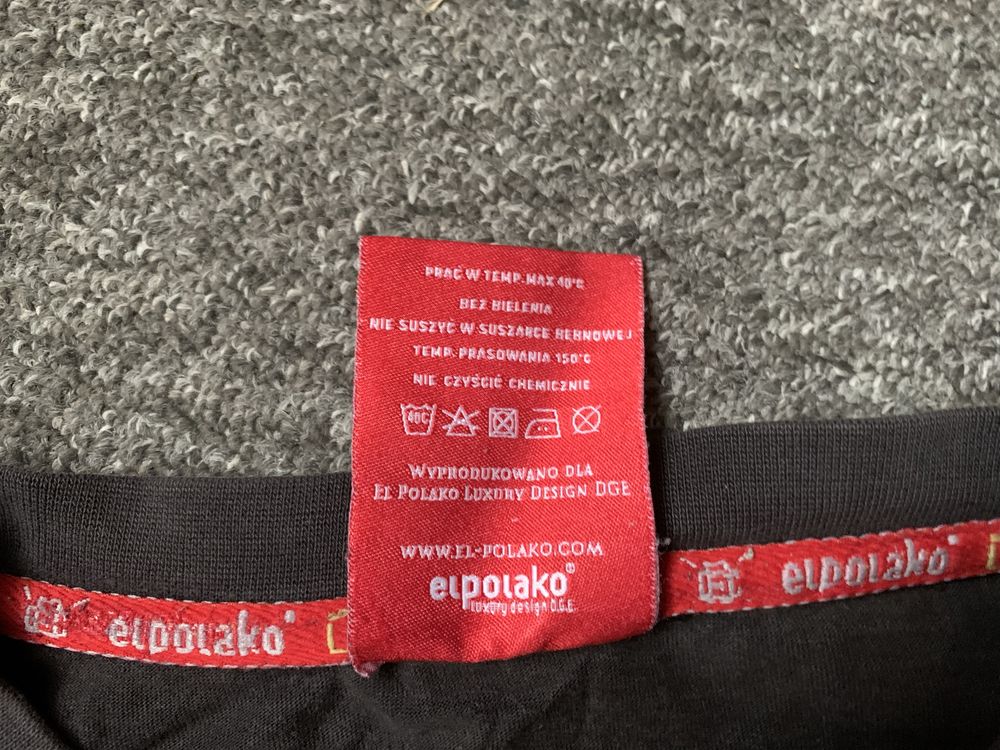 PRAĆ W TEMP. MAX 40°C
BEZ BIELENIA
NIE SUSZYĆ W SUSZARCE BĘBNOWEJ
TEMP. PRASOWANIA 150°C
NIE CZYŚCIĆ CHEMICZNIE
40C
WYPRODUKOWANO DLA
EL POLAKO LUXURY DESIGN DGE
WWW.EL-POLAKO.COM
elpolako®
luxury design D.G.E.
elpolako
elpolako